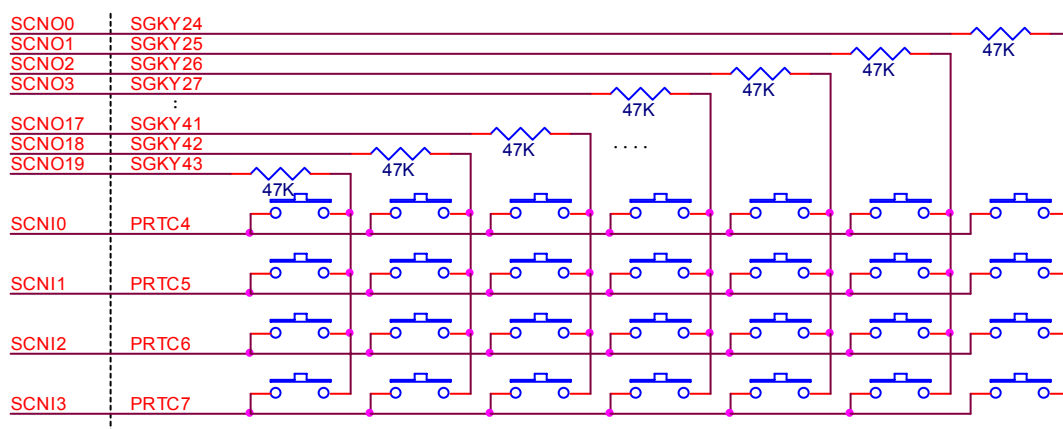 SCNO0 SGKY24
47K
SCNO1 SGKY25
47K
SCNO2 SGKY26
47K
SCNO3 SGKY27
47K
:
SCNO17 SGKY41
47K
....
SCNO18 SGKY42
47K
SCNO19 SGKY43
47K
SCNI0 PRTC4
SCNI1 PRTC5
SCNI2 PRTC6
SCNI3 PRTC7